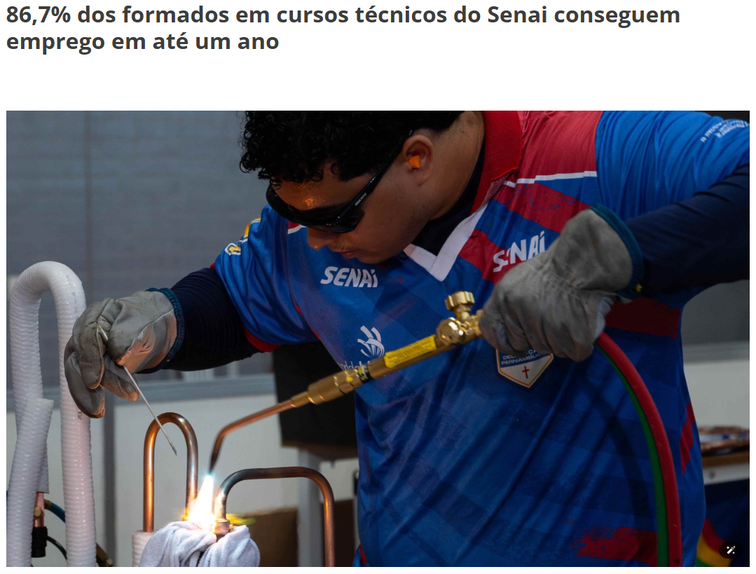 86,7% dos formados em cursos técnicos do Senai conseguem
emprego em até um ano
SENAI
SENAI